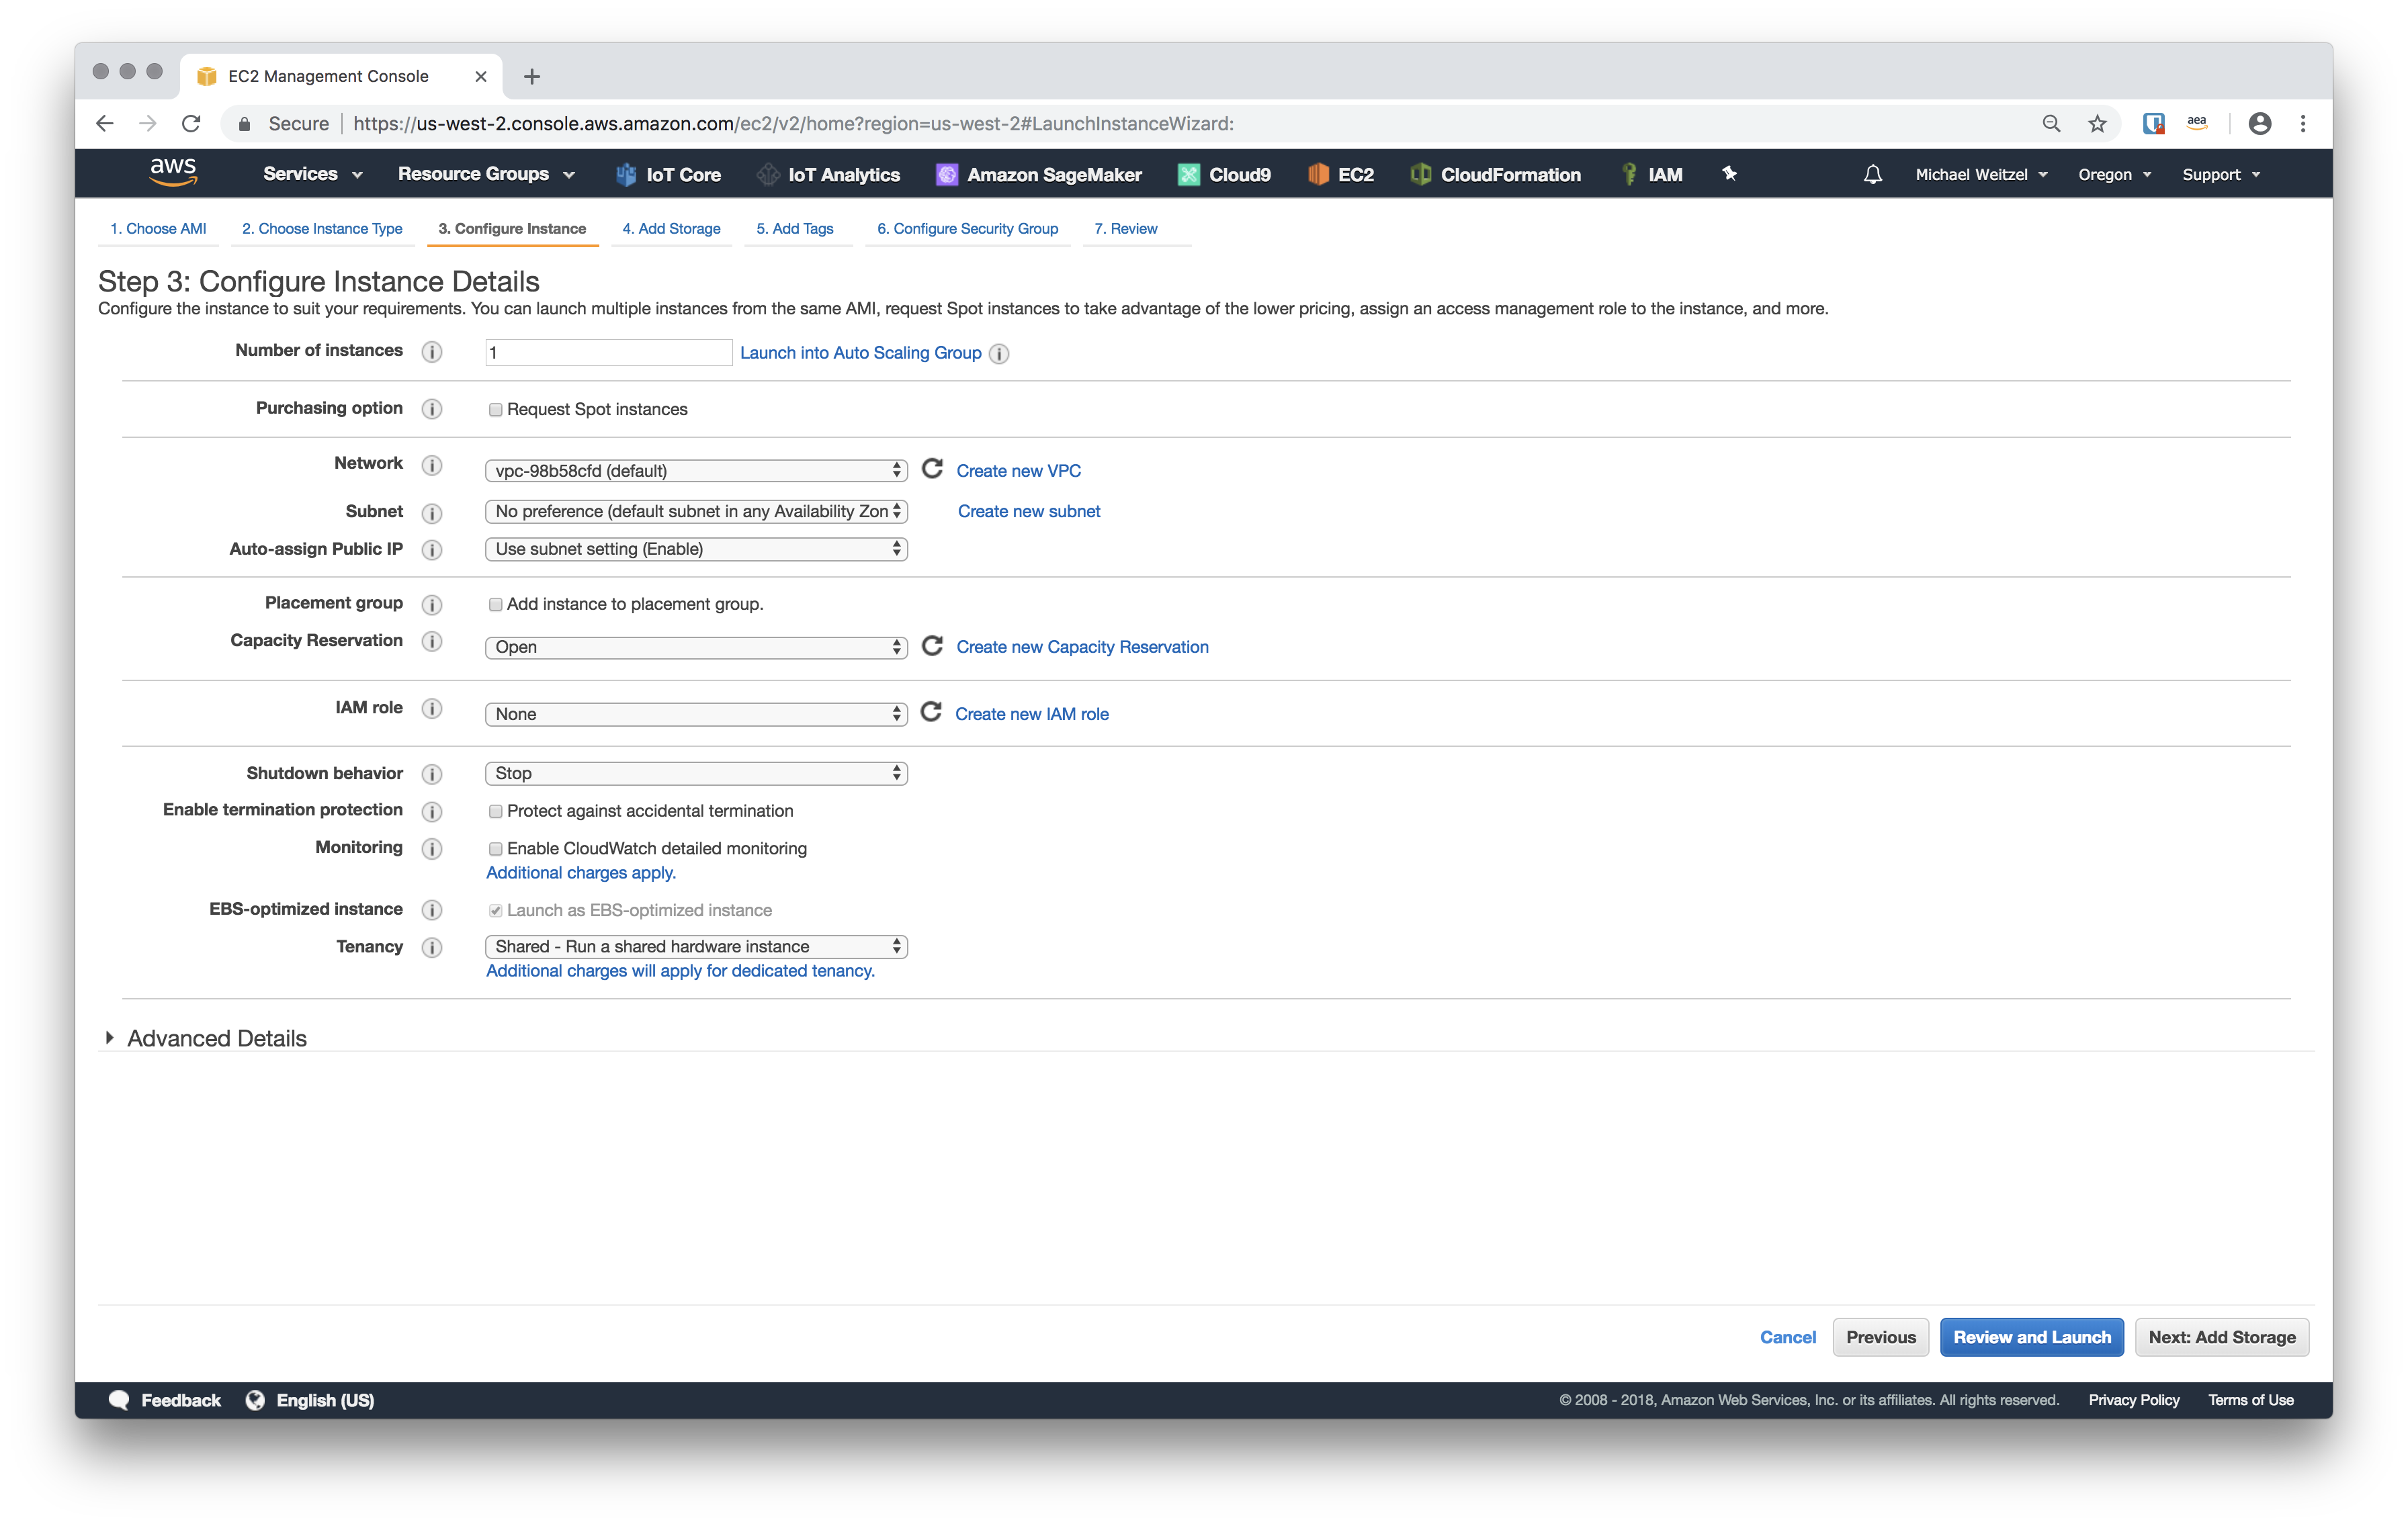 EC2 Management Console
Secure https://us-west-2.console.aws.amazon.com/ec2/v2/home?region=us-west-2#LaunchInstanceWizard:
aea
aws Services Resource Groups IoT Core IoT Analytics Amazon SageMaker Cloud9 EC2 CloudFormation IAM Michael Weitzel Oregon Support
1. Choose AMI 2. Choose Instance Type 3. Configure Instance 4. Add Storage 5. Add Tags 6. Configure Security Group 7. Review
Step 3: Configure Instance Details
Configure the instance to suit your requirements. You can launch multiple instances from the same AMI, request Spot instances to take advantage of the lower pricing, assign an access management role to the instance, and more.
Number of instances i 1 Launch into Auto Scaling Group i
Purchasing option i Request Spot instances
Network i vpc-98b58cfd (default) Create new VPC
Subnet i No preference (default subnet in any Availability Zon Create new subnet
Auto-assign Public IP i Use subnet setting (Enable)
Placement group i Add instance to placement group.
Capacity Reservation i Open Create new Capacity Reservation
IAM role i None Create new IAM role
Shutdown behavior i Stop
Enable termination protection i Protect against accidental termination
Monitoring i Enable CloudWatch detailed monitoring
Additional charges apply.
EBS-optimized instance i Launch as EBS-optimized instance
Tenancy i Shared - Run a shared hardware instance
Additional charges will apply for dedicated tenancy.
Advanced Details
Cancel Previous Review and Launch Next: Add Storage
Feedback English (US) © 2008 - 2018, Amazon Web Services, Inc. or its affiliates. All rights reserved. Privacy Policy Terms of Use